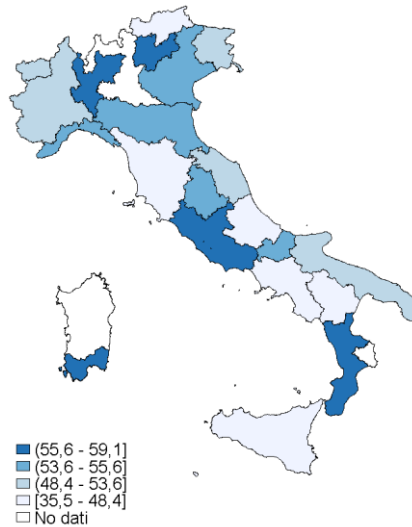 (55,6 - 59,1]
(53,6 - 55,6]
(48,4 - 53,6]
[35,5 - 48,4]
No dati